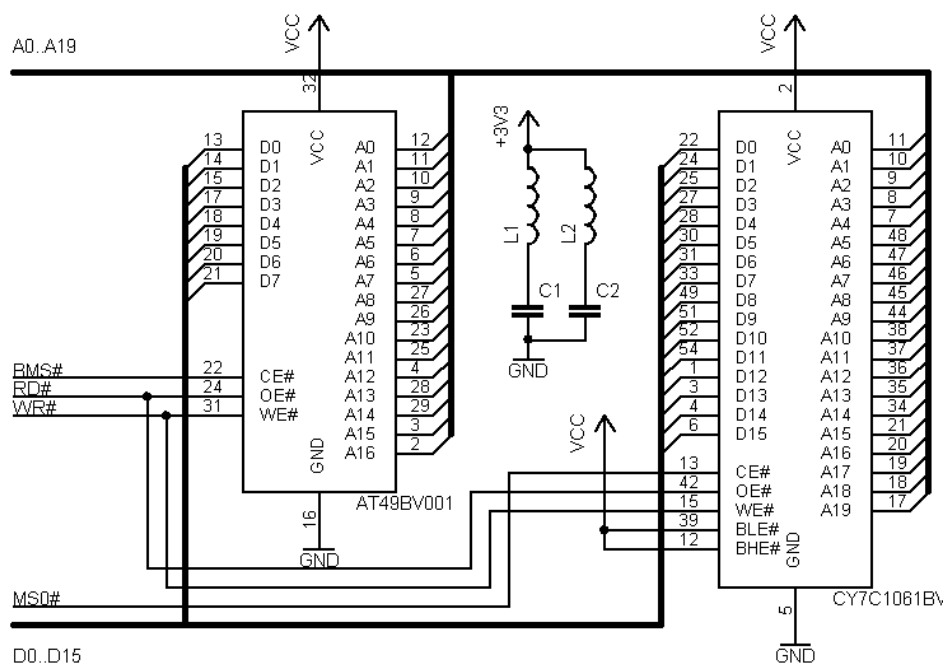 A0..A19
VCC
VCC
32
2
+3V3
VCC
VCC
13 D0 A0 12
14 D1 A1 11
15 D2 A2 10
17 D3 A3 9
18 D4 A4 8
19 D5 A5 7
20 D6 A6 6
21 D7 A7 5
A8 27
A9 26
A10 23
A11 25
BMS# 22 CE# A12 4
RD# 24 OE# A13 28
WR# 31 WE# A14 29
A15 3
A16 2
GND
16
GND
AT49BV001
L1
L2
C1
C2
GND
VCC
22 D0 A0 11
24 D1 A1 10
25 D2 A2 9
27 D3 A3 8
28 D4 A4 7
30 D5 A5 48
31 D6 A6 47
33 D7 A7 46
49 D8 A8 45
51 D9 A9 44
52 D10 A10 38
54 D11 A11 37
1 D12 A12 36
3 D13 A13 35
4 D14 A14 34
6 D15 A15 21
A16 20
13 CE# A17 19
42 OE# A18 18
15 WE# A19 17
39 BLE#
12 BHE#
GND
5
GND
CY7C1061BV
MS0#
D0..D15